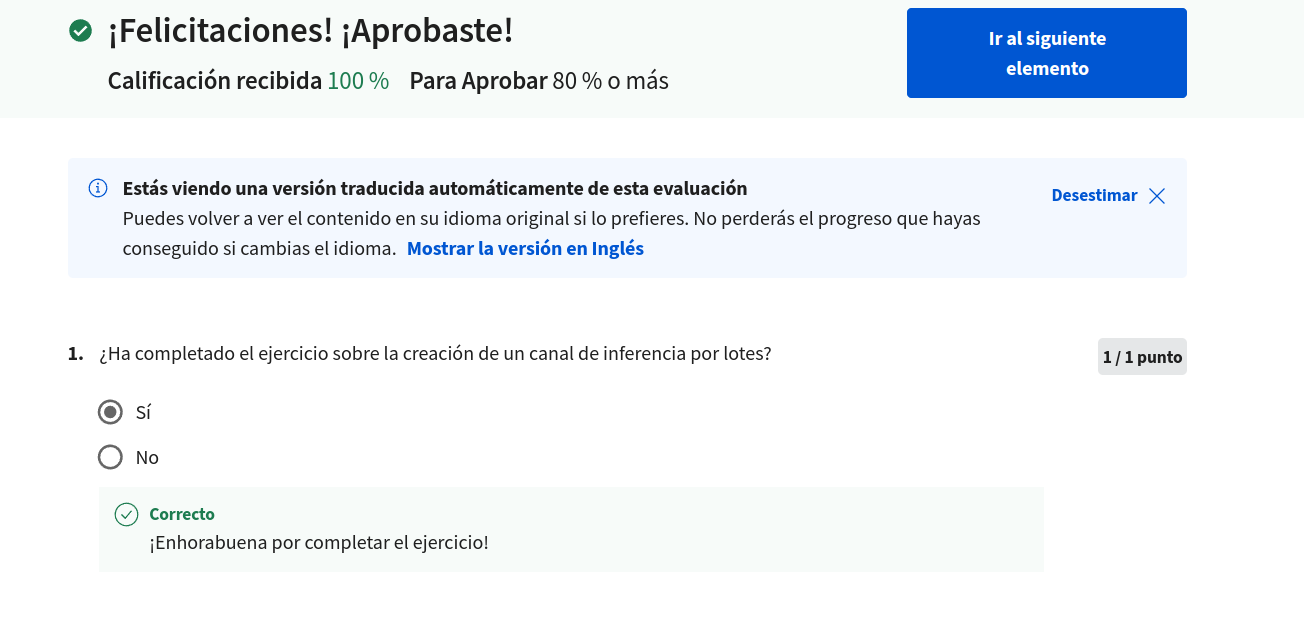 ¡Felicitaciones! ¡Aprobaste!
Calificación recibida 100 % Para Aprobar 80 % o más
Ir al siguiente
elemento
Estás viendo una versión traducida automáticamente de esta evaluación
Desestimar
Puedes volver a ver el contenido en su idioma original si lo prefieres. No perderás el progreso que hayas
conseguido si cambias el idioma. Mostrar la versión en Inglés
1. ¿Ha completado el ejercicio sobre la creación de un canal de inferencia por lotes?
1 / 1 punto
Sí
No
Correcto
¡Enhorabuena por completar el ejercicio!